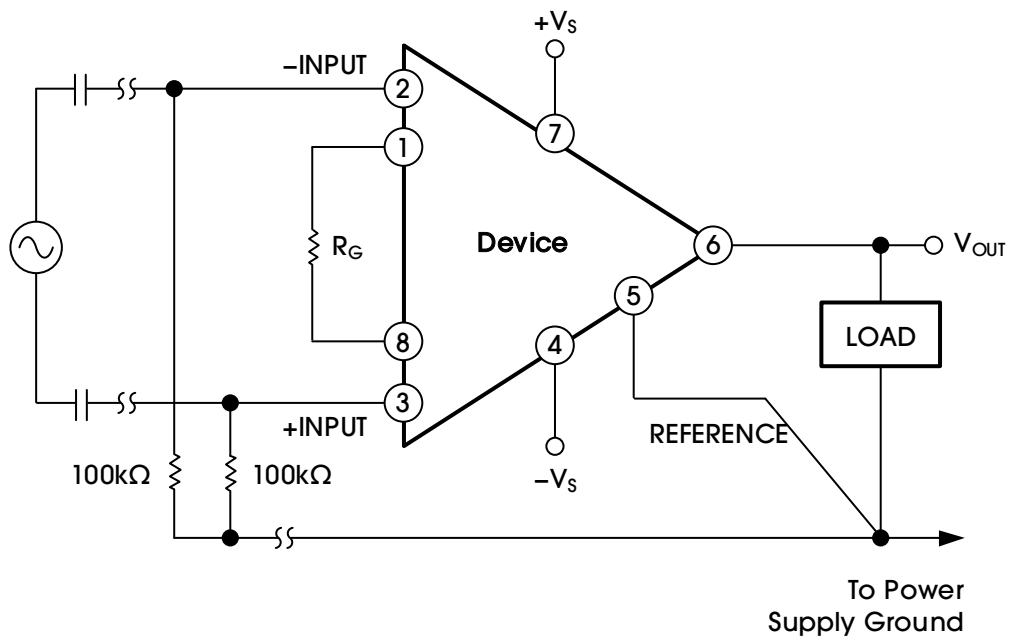 +VS
–INPUT
2
7
1
RG
Device
6
VOUT
5
8
4
LOAD
3
+INPUT
REFERENCE
100kΩ
100kΩ
–VS
To Power
Supply Ground